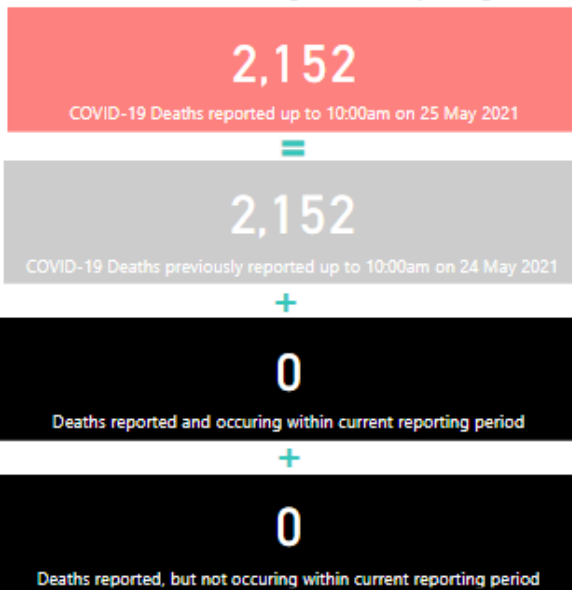 2,152
COVID-19 Deaths reported up to 10:00am on 25 May 2021
=
2,152
COVID-19 Deaths previously reported up to 10:00am on 24 May 2021
+
0
Deaths reported and occuring within current reporting period
+
0
Deaths reported, but not occuring within current reporting period